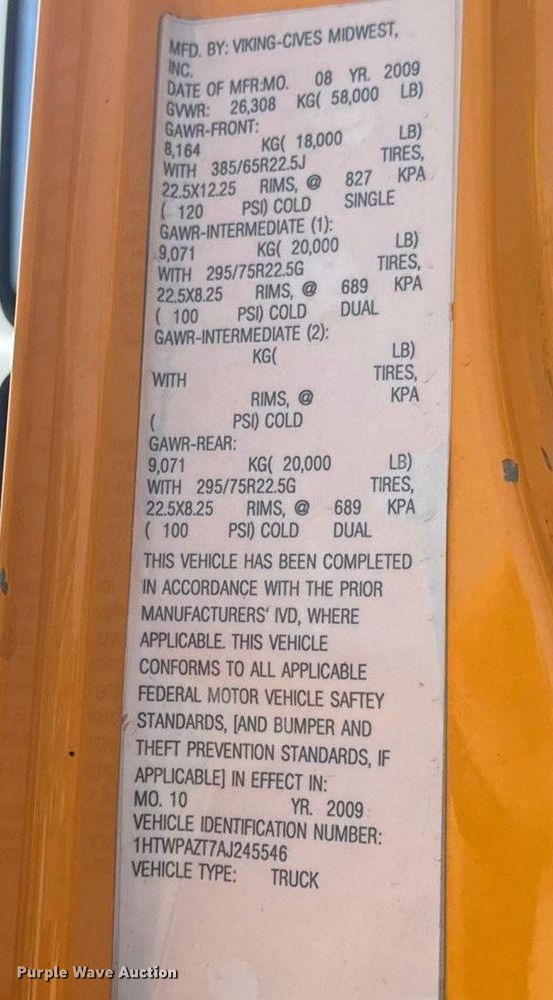 MFD. BY: VIKING-CIVES MIDWEST,
INC.
DATE OF MFR:MO. 08 YR. 2009
GVWR: 26,308 KG( 58,000 LB)
GAWR-FRONT:
8,164 KG( 18,000 LB)
WITH 385/65R22.5J TIRES,
22.5X12.25 RIMS, @ 827 KPA
( 120 PSI) COLD SINGLE
GAWR-INTERMEDIATE (1):
9,071 KG( 20,000 LB)
WITH 295/75R22.5G TIRES,
22.5X8.25 RIMS, @ 689 KPA
( 100 PSI) COLD DUAL
GAWR-INTERMEDIATE (2):
KG( LB)
WITH TIRES,
RIMS, @ KPA
( PSI) COLD
GAWR-REAR:
9,071 KG( 20,000 LB)
WITH 295/75R22.5G TIRES,
22.5X8.25 RIMS, @ 689 KPA
( 100 PSI) COLD DUAL
THIS VEHICLE HAS BEEN COMPLETED
IN ACCORDANCE WITH THE PRIOR
MANUFACTURERS' IVD, WHERE
APPLICABLE. THIS VEHICLE
CONFORMS TO ALL APPLICABLE
FEDERAL MOTOR VEHICLE SAFTEY
STANDARDS, [AND BUMPER AND
THEFT PREVENTION STANDARDS, IF
APPLICABLE] IN EFFECT IN:
MO. 10 YR. 2009
VEHICLE IDENTIFICATION NUMBER:
1HTWPAZT7AJ245546
VEHICLE TYPE: TRUCK
Purple Wave Auction